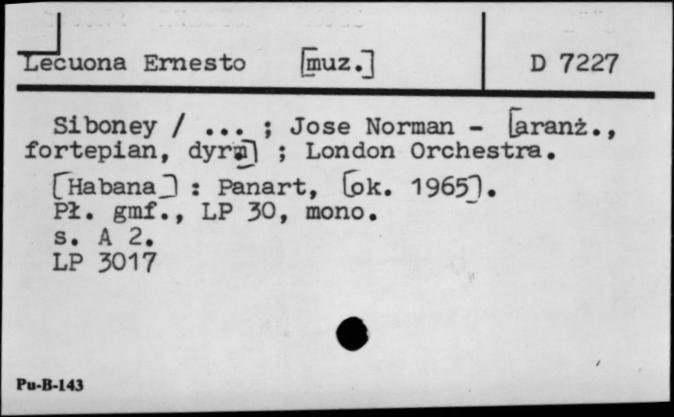 Lecuona Ernesto [muz.] D 7227
Siboney / ... ; Jose Norman - [aranż.,
fortepian, dyr.] ; London Orchestra.
[Habana] : Panart, [ok. 1965].
Pł. gmf., LP 30, mono.
s. A 2.
LP 3017
Pu-B-143